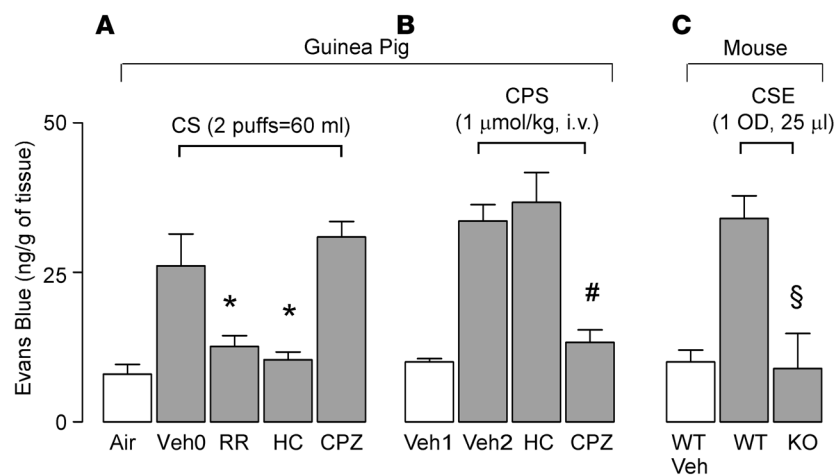 A
B
C
Guinea Pig
Mouse
CS (2 puffs=60 ml)
CPS
(1 μmol/kg, i.v.)
CSE
(1 OD, 25 μl)
Evans Blue (ng/g of tissue)
50
25
0
*
*
#
§
Air Veh0 RR HC CPZ
Veh1 Veh2 HC CPZ
WT WT KO
Veh